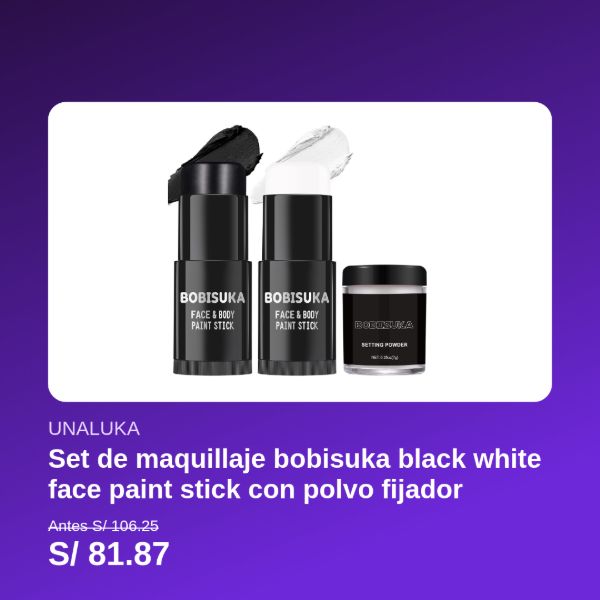 BOBISUKA
FACE & BODY
PAINT STICK
BOBISUKA
FACE & BODY
PAINT STICK
BOBISUKA
SETTING POWDER
UNALUKA
Set de maquillaje bobisuka black white
face paint stick con polvo fijador
Antes S/ 106.25
S/ 81.87